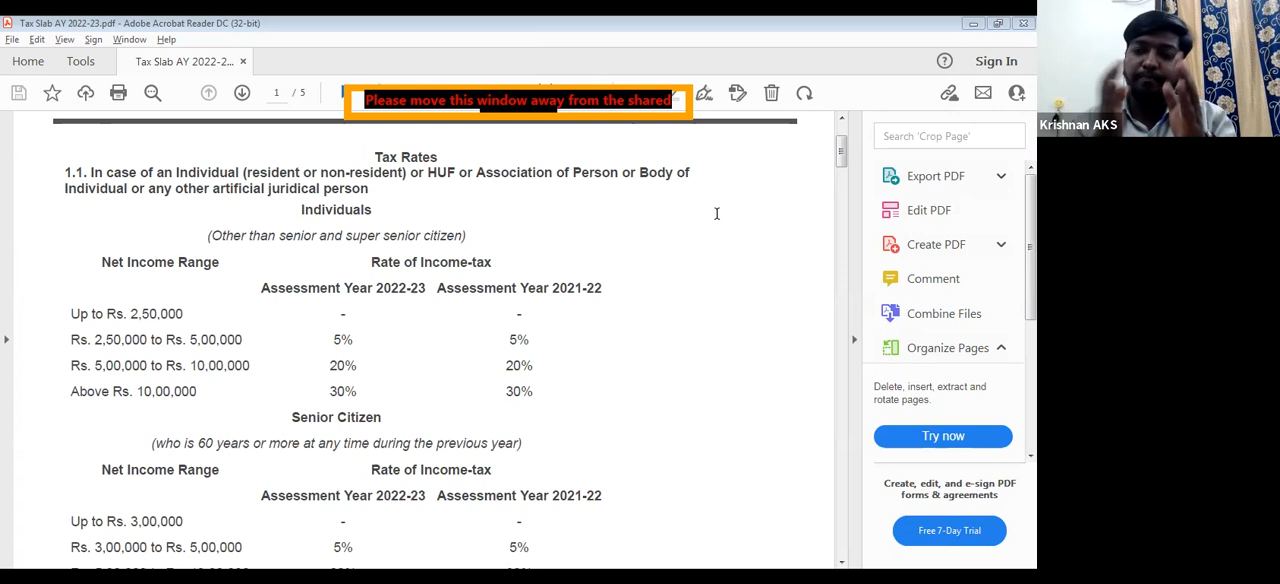 Tax Slab AY 2022-23.pdf - Adobe Acrobat Reader DC (32-bit)
File Edit View Sign Window Help
Home Tools Tax Slab AY 2022-2... × Sign In
1 / 5
Please move this window away from the shared
Krishnan AKS
Search 'Crop Page'
Tax Rates
1.1. In case of an Individual (resident or non-resident) or HUF or Association of Person or Body of
Individual or any other artificial juridical person
Individuals
(Other than senior and super senior citizen)
Net Income Range Rate of Income-tax
Assessment Year 2022-23 Assessment Year 2021-22
Up to Rs. 2,50,000 - -
Rs. 2,50,000 to Rs. 5,00,000 5% 5%
Rs. 5,00,000 to Rs. 10,00,000 20% 20%
Above Rs. 10,00,000 30% 30%
Senior Citizen
(who is 60 years or more at any time during the previous year)
Net Income Range Rate of Income-tax
Assessment Year 2022-23 Assessment Year 2021-22
Up to Rs. 3,00,000 - -
Rs. 3,00,000 to Rs. 5,00,000 5% 5%
Export PDF
Edit PDF
Create PDF
Comment
Combine Files
Organize Pages
Delete, insert, extract and
rotate pages.
Try now
Create, edit, and e-sign PDF
forms & agreements
Free 7-Day Trial